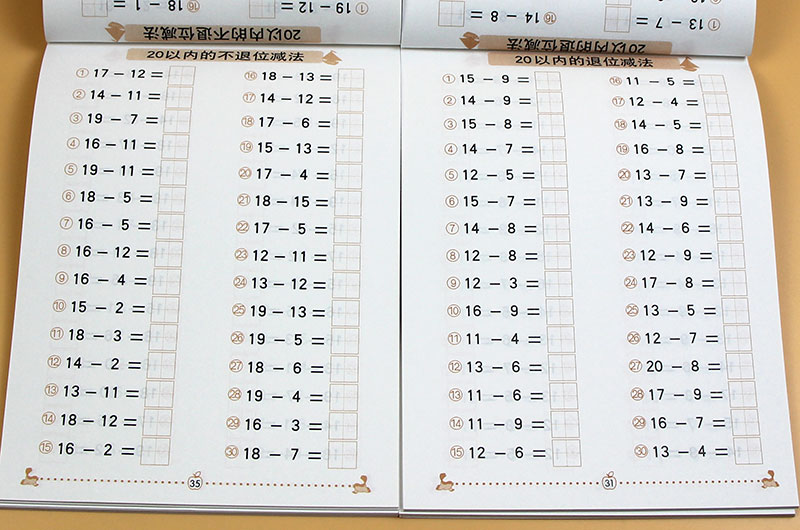 19 - 12 =
⑯ 18 - 1 =
20以内的不退位减法
⑯ 14 - 8 =
① 13 - 7 =
20以内的退位减法
20以内的不退位减法
① 17 - 12 =
② 14 - 11 =
③ 19 - 7 =
④ 16 - 11 =
⑤ 19 - 11 =
⑥ 18 - 5 =
⑦ 16 - 5 =
⑧ 16 - 12 =
⑨ 16 - 4 =
⑩ 15 - 2 =
⑪ 18 - 3 =
⑫ 14 - 2 =
⑬ 13 - 11 =
⑭ 18 - 12 =
⑮ 16 - 2 =
⑯ 18 - 13 =
⑰ 14 - 12 =
⑱ 17 - 6 =
⑲ 15 - 13 =
⑳ 17 - 4 =
㉑ 18 - 15 =
㉒ 17 - 5 =
㉓ 12 - 11 =
㉔ 13 - 12 =
㉕ 19 - 13 =
㉖ 19 - 5 =
㉗ 18 - 6 =
㉘ 19 - 4 =
㉙ 16 - 3 =
㉚ 18 - 7 =
35
20以内的退位减法
① 15 - 9 =
② 14 - 9 =
③ 15 - 8 =
④ 14 - 7 =
⑤ 12 - 5 =
⑥ 15 - 7 =
⑦ 14 - 8 =
⑧ 12 - 8 =
⑨ 12 - 3 =
⑩ 16 - 9 =
⑪ 11 - 4 =
⑫ 13 - 6 =
⑬ 11 - 6 =
⑭ 11 - 9 =
⑮ 12 - 6 =
⑯ 11 - 5 =
⑰ 12 - 4 =
⑱ 14 - 5 =
⑲ 16 - 8 =
⑳ 13 - 7 =
㉑ 13 - 9 =
㉒ 14 - 6 =
㉓ 12 - 9 =
㉔ 17 - 8 =
㉕ 13 - 5 =
㉖ 12 - 7 =
㉗ 20 - 8 =
㉘ 17 - 9 =
㉙ 16 - 7 =
㉚ 13 - 4 =
31